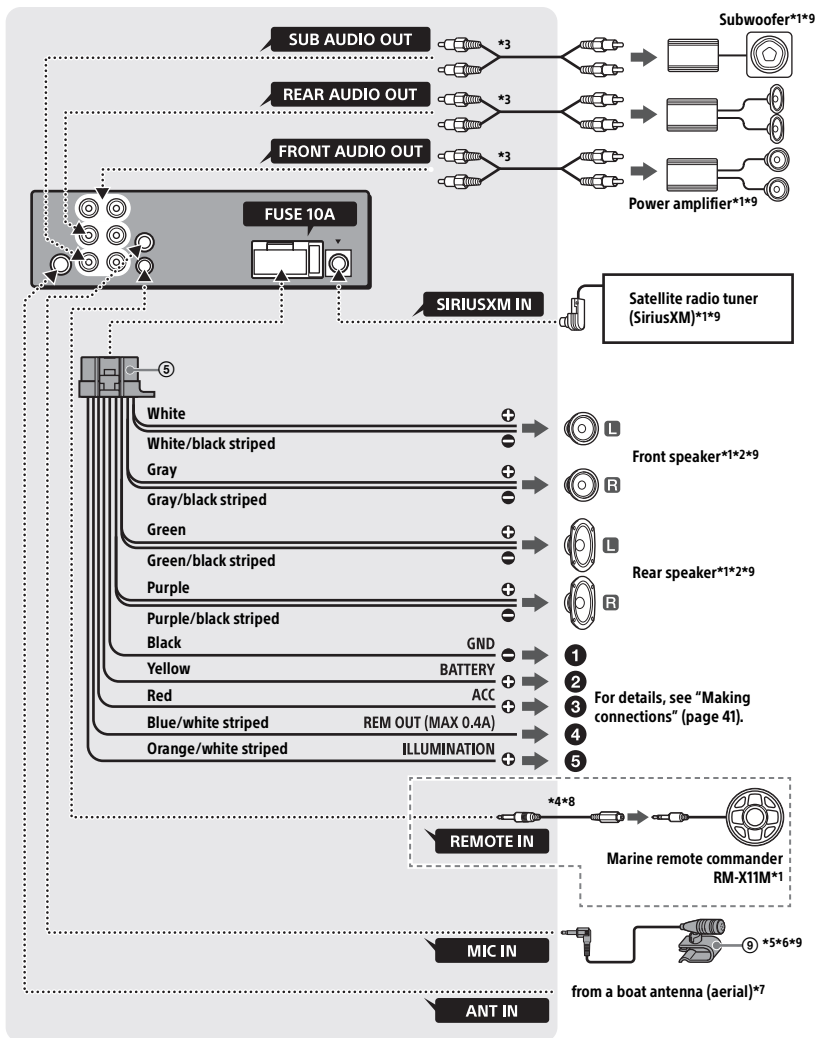 Subwoofer*1*9
SUB AUDIO OUT
*3
REAR AUDIO OUT
*3
FRONT AUDIO OUT
*3
Power amplifier*1*9
FUSE 10A
SIRIUSXM IN
Satellite radio tuner
(SiriusXM)*1*9
⑤
White
White/black striped
L
Front speaker*1*2*9
Gray
Gray/black striped
R
Green
Green/black striped
L
Rear speaker*1*2*9
Purple
Purple/black striped
R
Black GND ❶
Yellow BATTERY ❷
Red ACC ❸
For details, see “Making
connections” (page 41).
Blue/white striped REM OUT (MAX 0.4A) ❹
Orange/white striped ILLUMINATION ❺
*4*8
REMOTE IN
Marine remote commander
RM-X11M*1
MIC IN
⑨ *5*6*9
from a boat antenna (aerial)*7
ANT IN